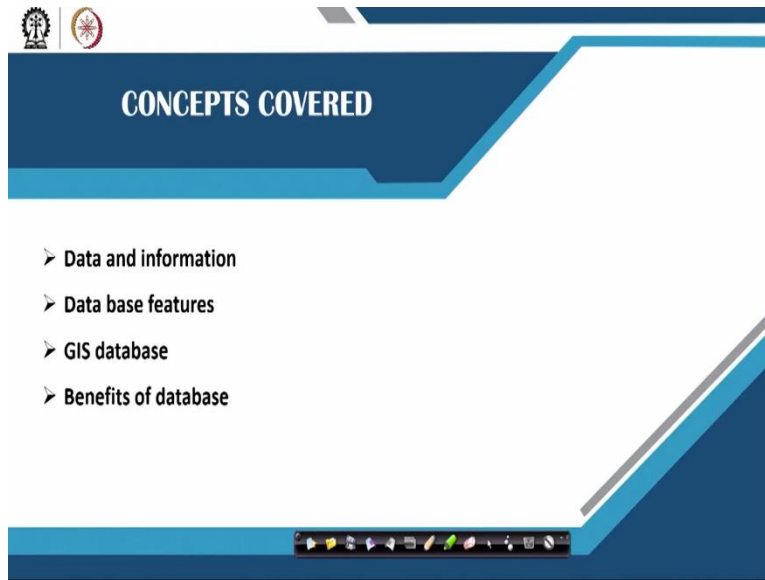 CONCEPTS COVERED
➢ Data and information
➢ Data base features
➢ GIS database
➢ Benefits of database